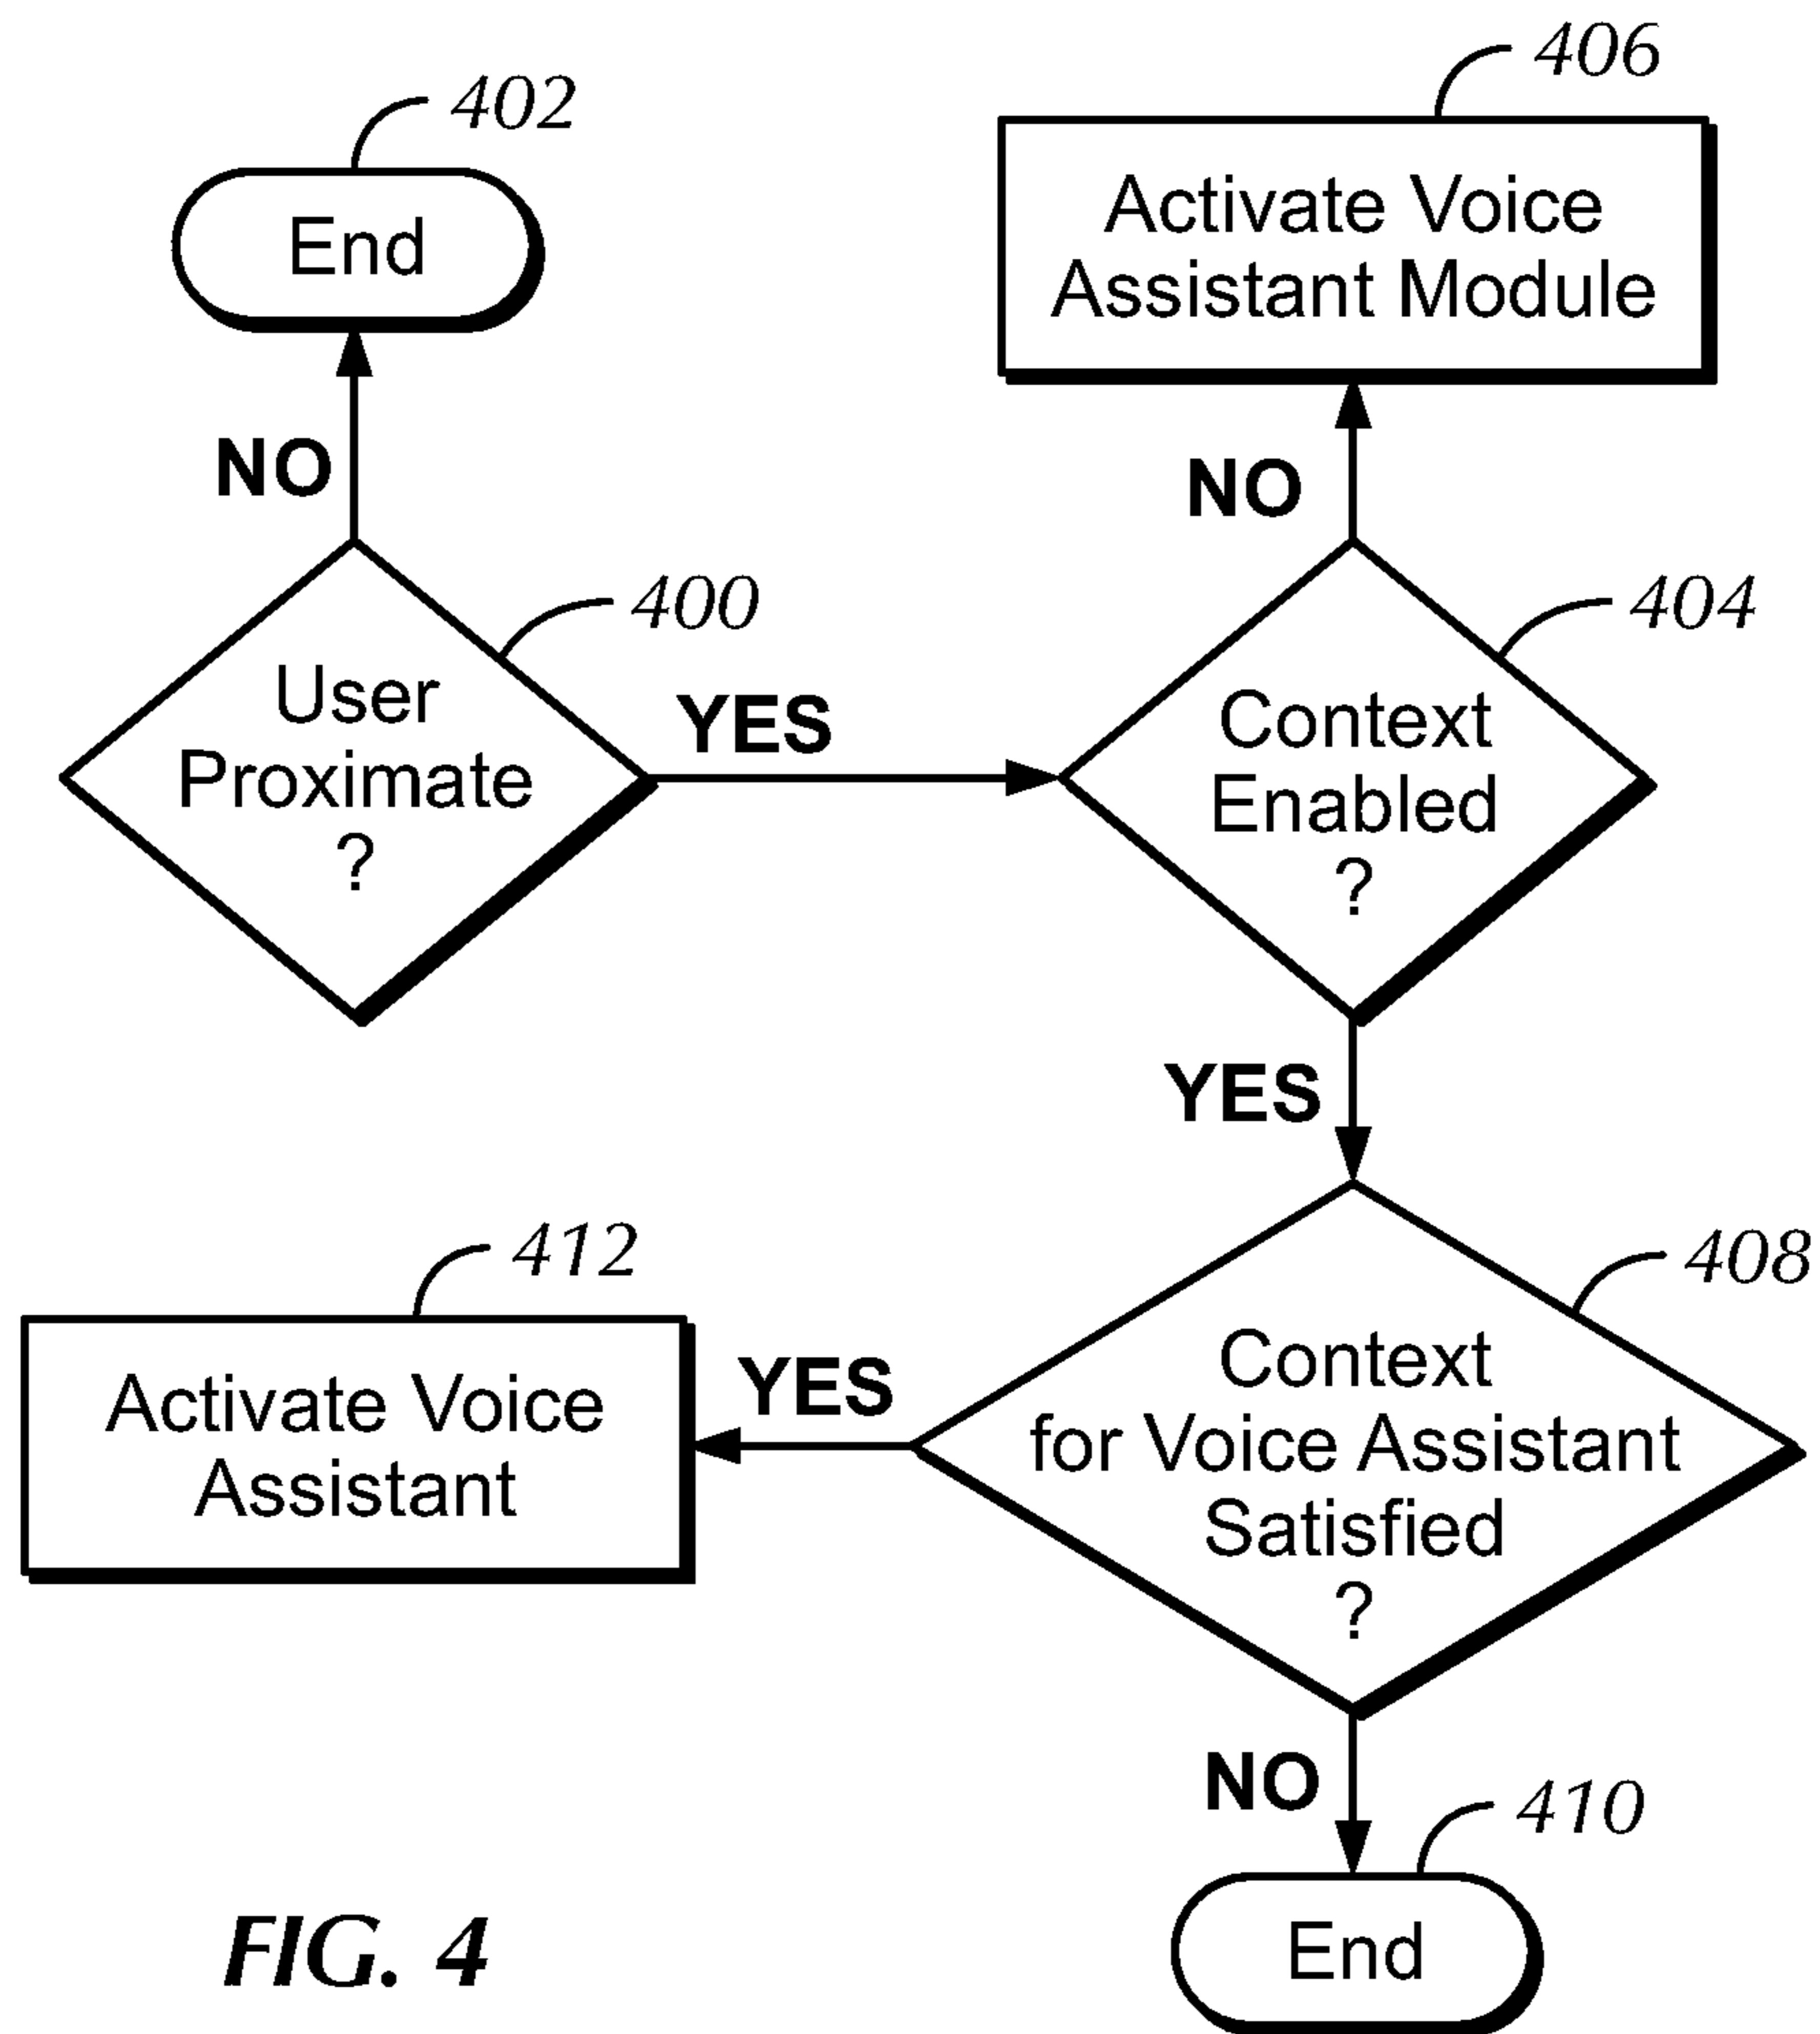 402
End
NO
400
User
Proximate
?
YES
406
Activate Voice
Assistant Module
NO
404
Context
Enabled
?
YES
408
Context
for Voice Assistant
Satisfied
?
YES
412
Activate Voice
Assistant
NO
410
End
FIG. 4